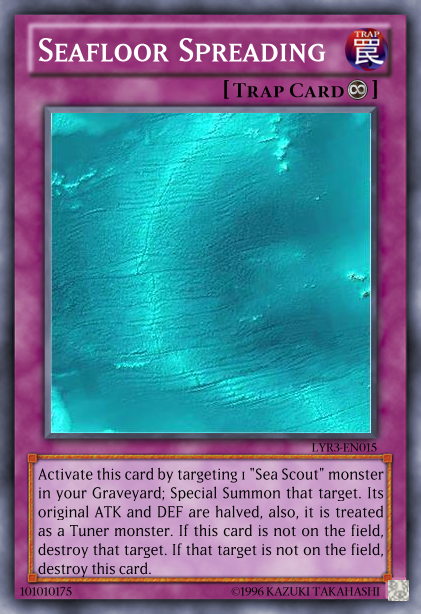 SEAFLOOR SPREADING
TRAP
罠
[TRAP CARD∞]
LYR3-EN015
Activate this card by targeting 1 "Sea Scout" monster
in your Graveyard; Special Summon that target. Its
original ATK and DEF are halved, also, it is treated
as a Tuner monster. If this card is not on the field,
destroy that target. If that target is not on the field,
destroy this card.
101010175
©1996 KAZUKI TAKAHASHI